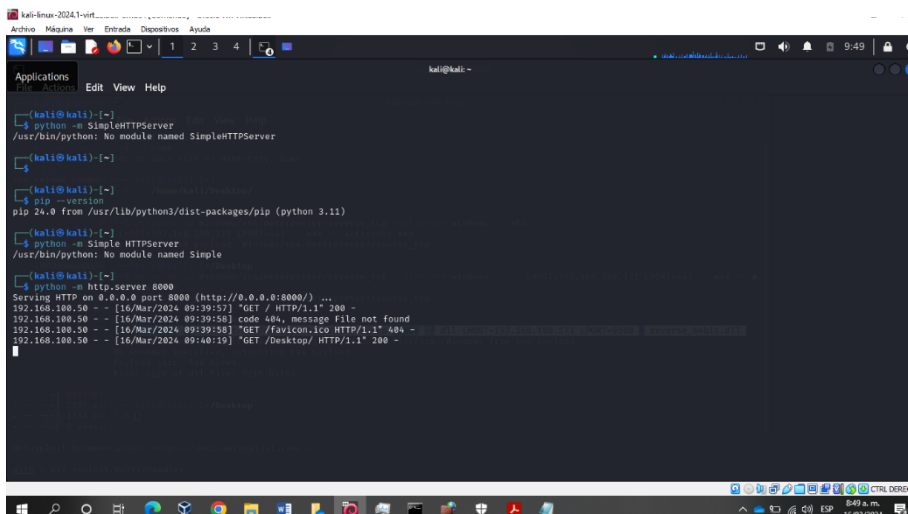 kali-linux-2024.1-virt
Archivo Máquina Ver Entrada Dispositivos Ayuda
1 2 3 4 9:49
kali@kali: ~
Applications
File Actions Edit View Help
(kali㉿kali)-[~]
$ python -m SimpleHTTPServer
/usr/bin/python: No module named SimpleHTTPServer
(kali㉿kali)-[~]
$
(kali㉿kali)-[~]
$ pip --version
pip 24.0 from /usr/lib/python3/dist-packages/pip (python 3.11)
(kali㉿kali)-[~]
$ python -m Simple HTTPServer
/usr/bin/python: No module named Simple
(kali㉿kali)-[~]
$ python -m http.server 8000
Serving HTTP on 0.0.0.0 port 8000 (http://0.0.0.0:8000/) ...
192.168.100.50 - - [16/Mar/2024 09:39:57] "GET / HTTP/1.1" 200 -
192.168.100.50 - - [16/Mar/2024 09:39:58] code 404, message File not found
192.168.100.50 - - [16/Mar/2024 09:39:58] "GET /favicon.ico HTTP/1.1" 404 -
192.168.100.50 - - [16/Mar/2024 09:40:19] "GET /Desktop/ HTTP/1.1" 200 -
CTRL DERE
ESP 8:49 a. m.
16/03/2024